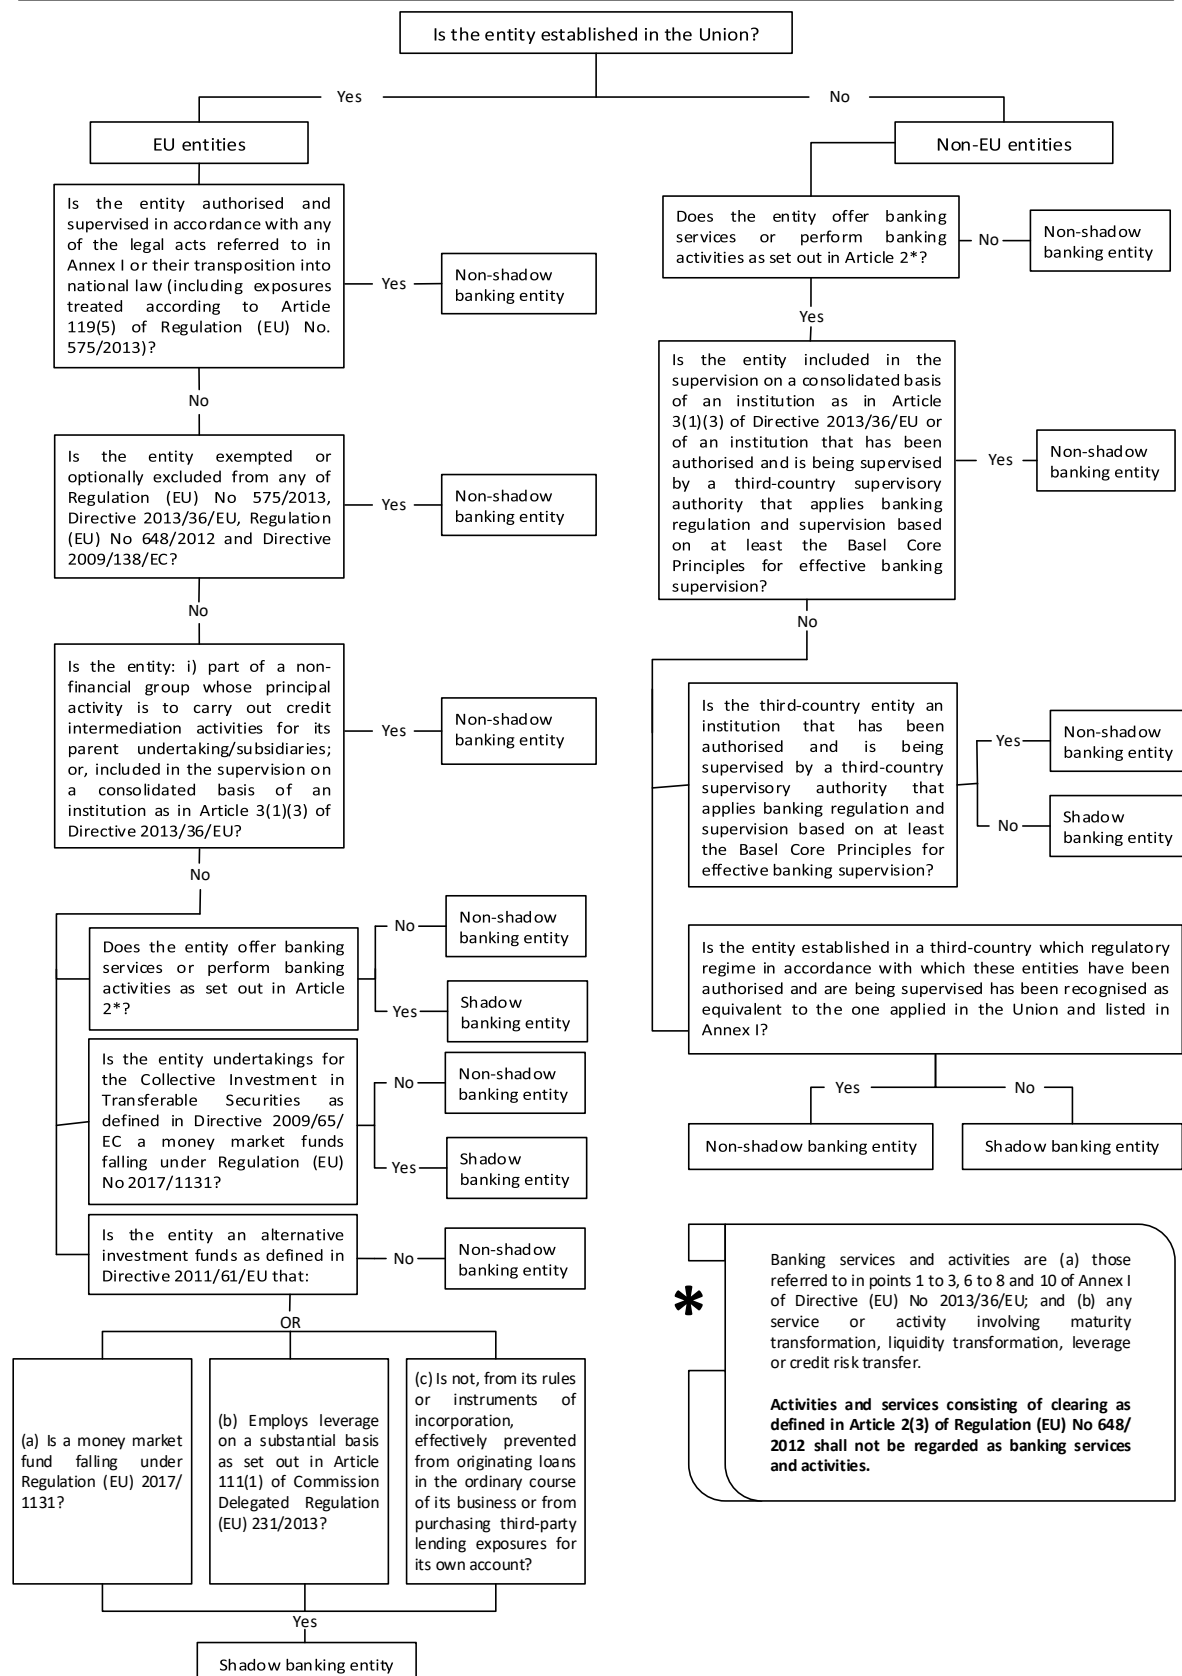 Is the entity established in the Union?
Yes
No
EU entities
Non-EU entities
Is the entity authorised and
supervised in accordance with any
of the legal acts referred to in
Annex I or their transposition into
national law (including exposures
treated according to Article
119(5) of Regulation (EU) No.
575/2013)?
Yes
Non-shadow
banking entity
No
Is the entity exempted or
optionally excluded from any of
Regulation (EU) No 575/2013,
Directive 2013/36/EU, Regulation
(EU) No 648/2012 and Directive
2009/138/EC?
Yes
Non-shadow
banking entity
No
Is the entity: i) part of a non-
financial group whose principal
activity is to carry out credit
intermediation activities for its
parent undertaking/subsidiaries;
or, included in the supervision on
a consolidated basis of an
institution as in Article 3(1)(3) of
Directive 2013/36/EU?
Yes
Non-shadow
banking entity
No
Does the entity offer banking
services or perform banking
activities as set out in Article
2*?
No
Non-shadow
banking entity
Yes
Shadow
banking entity
Is the entity undertakings for
the Collective Investment in
Transferable Securities as
defined in Directive 2009/65/
EC a money market funds
falling under Regulation (EU)
No 2017/1131?
No
Non-shadow
banking entity
Yes
Shadow
banking entity
Is the entity an alternative
investment funds as defined in
Directive 2011/61/EU that:
No
Non-shadow
banking entity
OR
(a) Is a money market
fund falling under
Regulation (EU) 2017/
1131?
(b) Employs leverage
on a substantial basis
as set out in Article
111(1) of Commission
Delegated Regulation
(EU) 231/2013?
(c) Is not, from its rules
or instruments of
incorporation,
effectively prevented
from originating loans
in the ordinary course
of its business or from
purchasing third-party
lending exposures for
its own account?
Yes
Shadow banking entity
Does the entity offer banking
services or perform banking
activities as set out in Article 2*?
No
Non-shadow
banking entity
Yes
Is the entity included in the
supervision on a consolidated basis
of an institution as in Article
3(1)(3) of Directive 2013/36/EU or
of an institution that has been
authorised and is being supervised
by a third-country supervisory
authority that applies banking
regulation and supervision based
on at least the Basel Core
Principles for effective banking
supervision?
Yes
Non-shadow
banking entity
No
Is the third-country entity an
institution that has been
authorised and is being
supervised by a third-country
supervisory authority that
applies banking regulation and
supervision based on at least
the Basel Core Principles for
effective banking supervision?
Yes
Non-shadow
banking entity
No
Shadow
banking entity
Is the entity established in a third-country which regulatory
regime in accordance with which these entities have been
authorised and are being supervised has been recognised as
equivalent to the one applied in the Union and listed in
Annex I?
Yes
No
Non-shadow banking entity
Shadow banking entity
*
Banking services and activities are (a) those
referred to in points 1 to 3, 6 to 8 and 10 of Annex I
of Directive (EU) No 2013/36/EU; and (b) any
service or activity involving maturity
transformation, liquidity transformation, leverage
or credit risk transfer.
Activities and services consisting of clearing as
defined in Article 2(3) of Regulation (EU) No 648/
2012 shall not be regarded as banking services
and activities.